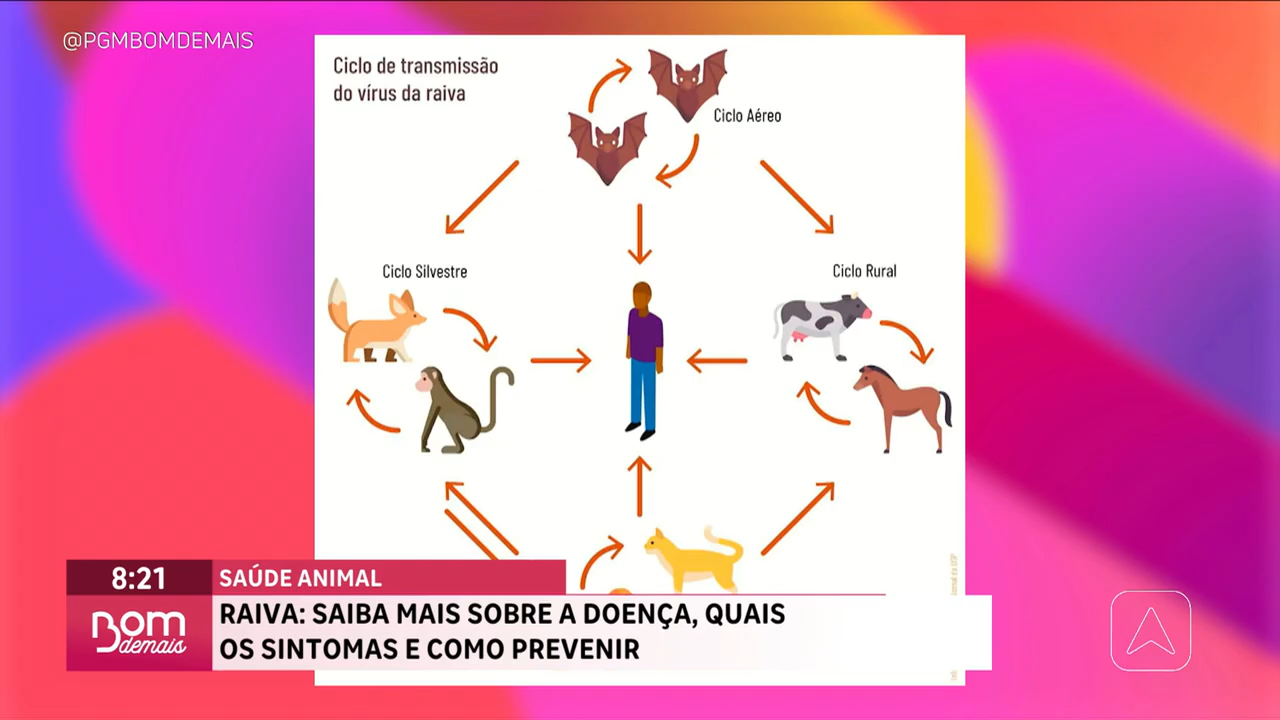 @PGMBOMDEMAIS
Ciclo de transmissão
do vírus da raiva
Ciclo Aéreo
Ciclo Silvestre
Ciclo Rural
8:21
SAÚDE ANIMAL
Bom
demais
RAIVA: SAIBA MAIS SOBRE A DOENÇA, QUAIS
OS SINTOMAS E COMO PREVENIR